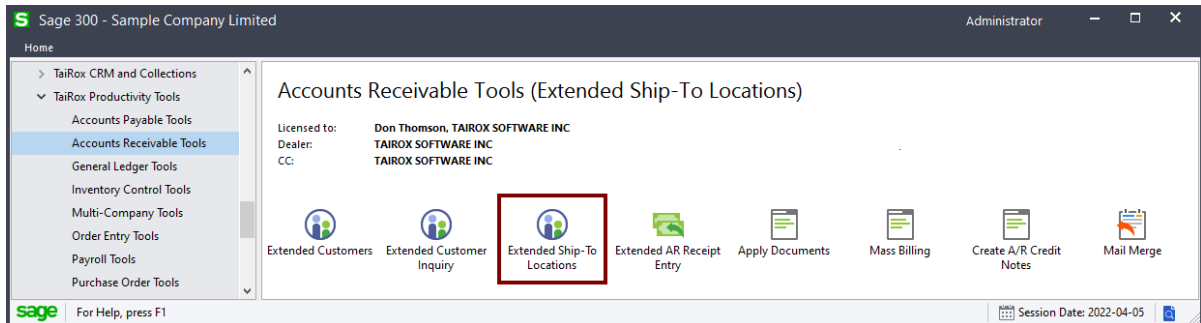 S Sage 300 - Sample Company Limited
Administrator
Home
TaiRox CRM and Collections
TaiRox Productivity Tools
Accounts Payable Tools
Accounts Receivable Tools
General Ledger Tools
Inventory Control Tools
Multi-Company Tools
Order Entry Tools
Payroll Tools
Purchase Order Tools
Accounts Receivable Tools (Extended Ship-To Locations)
Licensed to: Don Thomson, TAIROX SOFTWARE INC
Dealer: TAIROX SOFTWARE INC
CC: TAIROX SOFTWARE INC
Extended Customers
Extended Customer
Inquiry
Extended Ship-To
Locations
Extended AR Receipt
Entry
Apply Documents
Mass Billing
Create A/R Credit
Notes
Mail Merge
sage For Help, press F1
Session Date: 2022-04-05